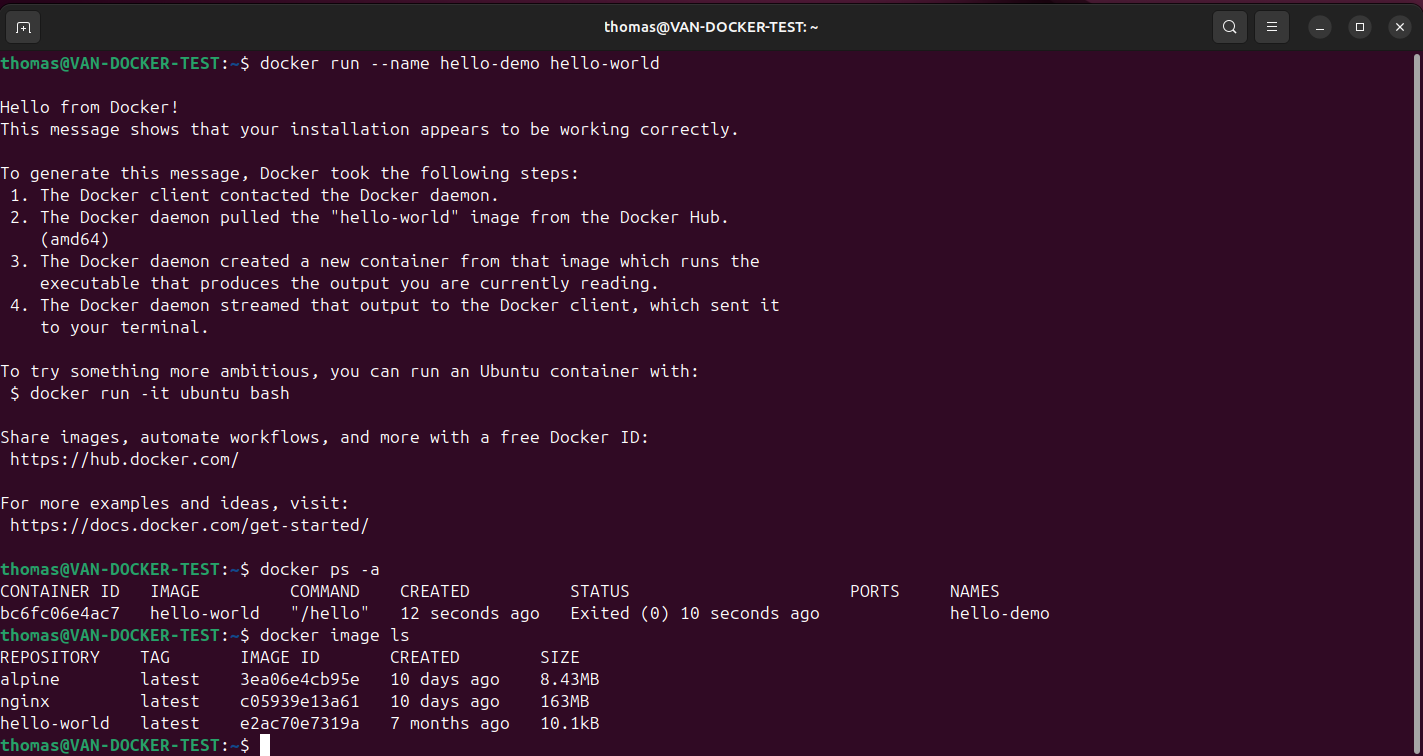 thomas@VAN-DOCKER-TEST: ~
thomas@VAN-DOCKER-TEST:~$ docker run --name hello-demo hello-world

Hello from Docker!
This message shows that your installation appears to be working correctly.

To generate this message, Docker took the following steps:
 1. The Docker client contacted the Docker daemon.
 2. The Docker daemon pulled the "hello-world" image from the Docker Hub.
    (amd64)
 3. The Docker daemon created a new container from that image which runs the
    executable that produces the output you are currently reading.
 4. The Docker daemon streamed that output to the Docker client, which sent it
    to your terminal.

To try something more ambitious, you can run an Ubuntu container with:
 $ docker run -it ubuntu bash

Share images, automate workflows, and more with a free Docker ID:
 https://hub.docker.com/

For more examples and ideas, visit:
 https://docs.docker.com/get-started/

thomas@VAN-DOCKER-TEST:~$ docker ps -a
CONTAINER ID   IMAGE         COMMAND    CREATED          STATUS                      PORTS     NAMES
bc6fc06e4ac7   hello-world   "/hello"   12 seconds ago   Exited (0) 10 seconds ago             hello-demo
thomas@VAN-DOCKER-TEST:~$ docker image ls
REPOSITORY    TAG       IMAGE ID       CREATED        SIZE
alpine        latest    3ea06e4cb95e   10 days ago    8.43MB
nginx         latest    c05939e13a61   10 days ago    163MB
hello-world   latest    e2ac70e7319a   7 months ago   10.1kB
thomas@VAN-DOCKER-TEST:~$